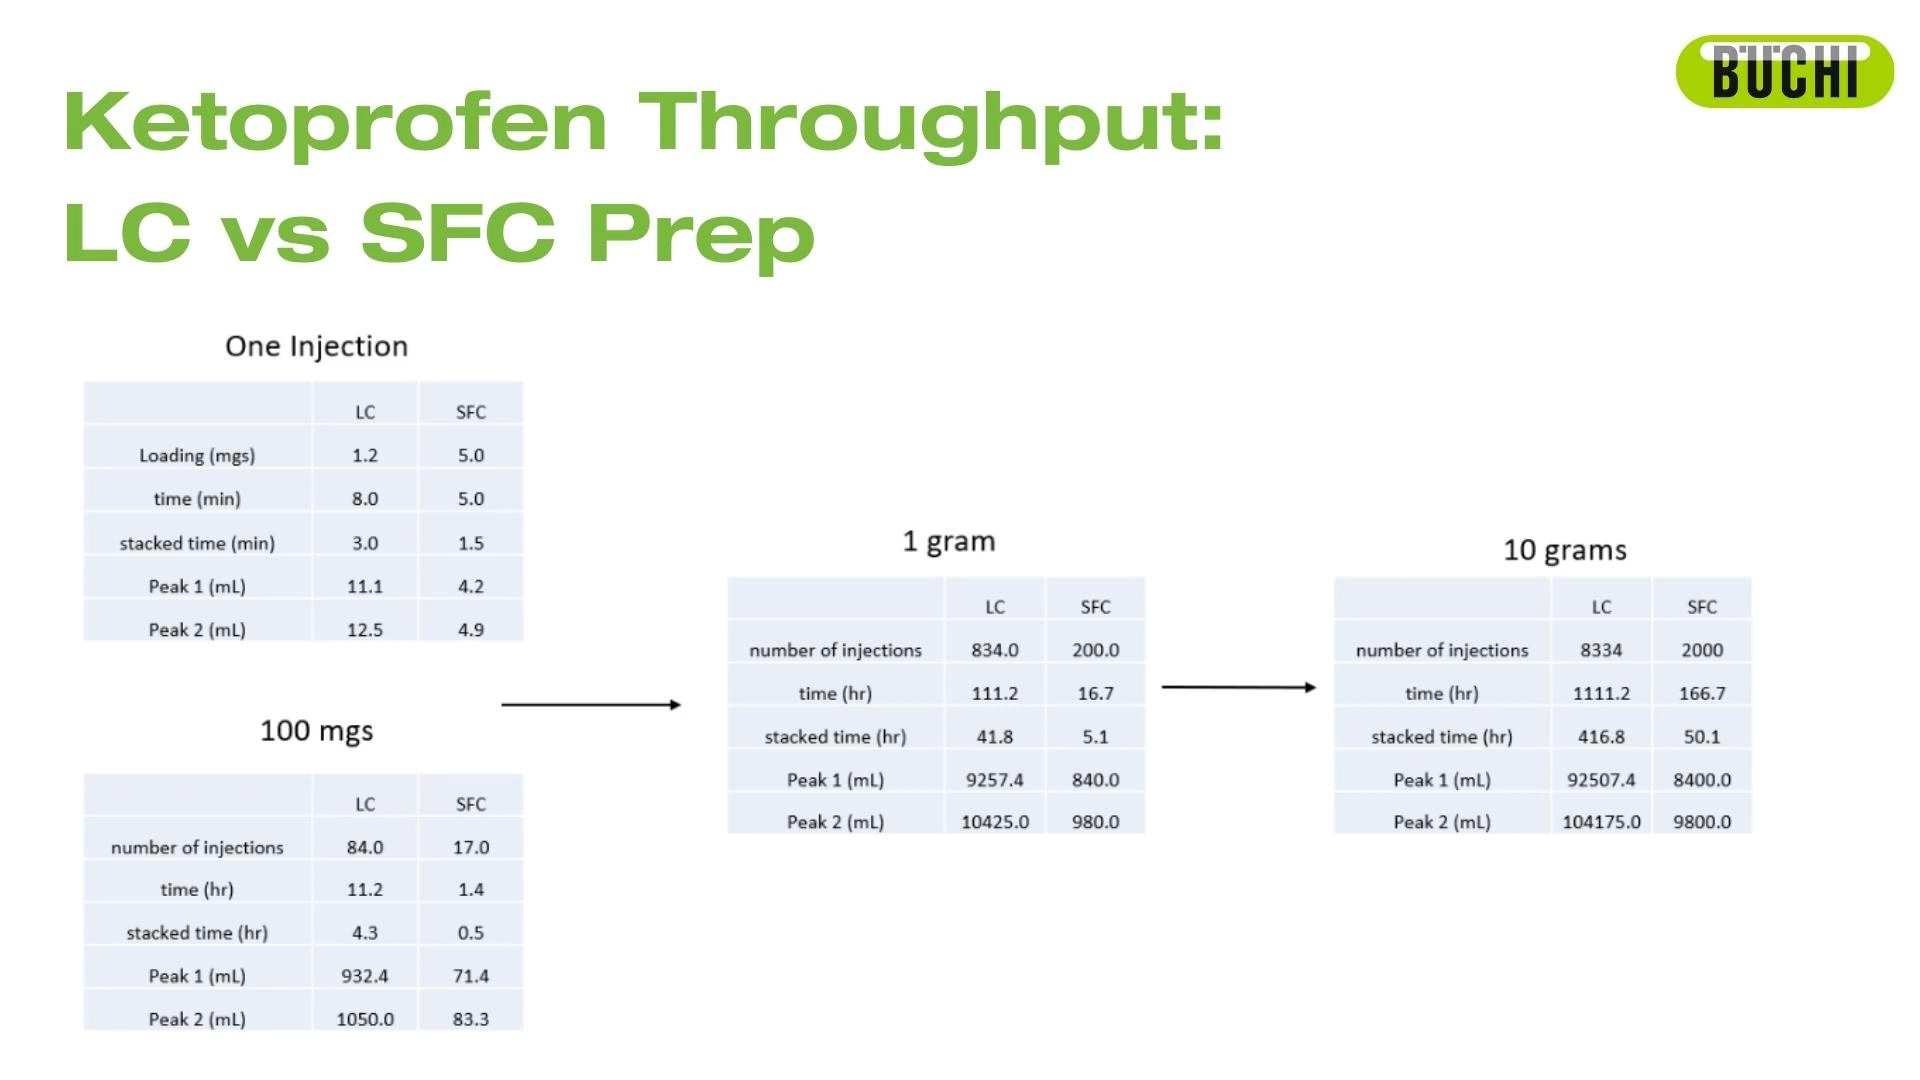 BÜCHI
Ketoprofen Throughput:
LC vs SFC Prep
One Injection
LC SFC
Loading (mgs) 1.2 5.0
time (min) 8.0 5.0
stacked time (min) 3.0 1.5
Peak 1 (mL) 11.1 4.2
Peak 2 (mL) 12.5 4.9
100 mgs
LC SFC
number of injections 84.0 17.0
time (hr) 11.2 1.4
stacked time (hr) 4.3 0.5
Peak 1 (mL) 932.4 71.4
Peak 2 (mL) 1050.0 83.3
1 gram
LC SFC
number of injections 834.0 200.0
time (hr) 111.2 16.7
stacked time (hr) 41.8 5.1
Peak 1 (mL) 9257.4 840.0
Peak 2 (mL) 10425.0 980.0
10 grams
LC SFC
number of injections 8334 2000
time (hr) 1111.2 166.7
stacked time (hr) 416.8 50.1
Peak 1 (mL) 92507.4 8400.0
Peak 2 (mL) 104175.0 9800.0